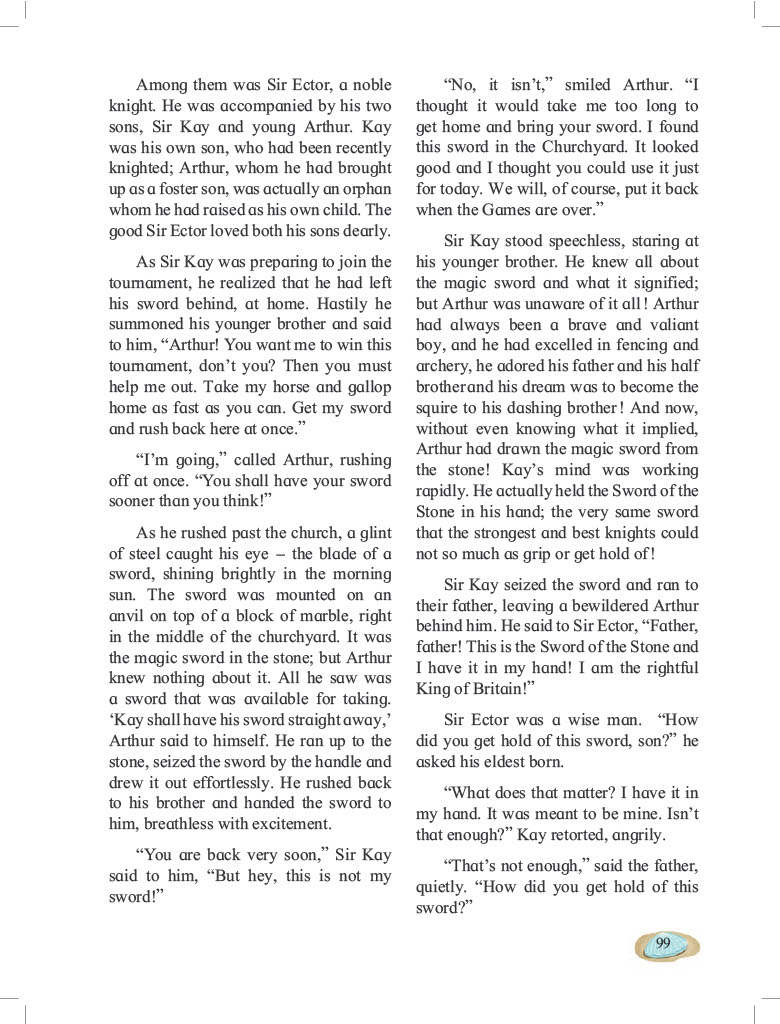 Among them was Sir Ector, a noble
knight. He was accompanied by his two
sons, Sir Kay and young Arthur. Kay
was his own son, who had been recently
knighted; Arthur, whom he had brought
up as a foster son, was actually an orphan
whom he had raised as his own child. The
good Sir Ector loved both his sons dearly.
As Sir Kay was preparing to join the
tournament, he realized that he had left
his sword behind, at home. Hastily he
summoned his younger brother and said
to him, “Arthur! You want me to win this
tournament, don’t you? Then you must
help me out. Take my horse and gallop
home as fast as you can. Get my sword
and rush back here at once.”
“I’m going,” called Arthur, rushing
off at once. “You shall have your sword
sooner than you think!”
As he rushed past the church, a glint
of steel caught his eye – the blade of a
sword, shining brightly in the morning
sun. The sword was mounted on an
anvil on top of a block of marble, right
in the middle of the churchyard. It was
the magic sword in the stone; but Arthur
knew nothing about it. All he saw was
a sword that was available for taking.
‘Kay shall have his sword straight away,’
Arthur said to himself. He ran up to the
stone, seized the sword by the handle and
drew it out effortlessly. He rushed back
to his brother and handed the sword to
him, breathless with excitement.
“You are back very soon,” Sir Kay
said to him, “But hey, this is not my
sword!”
“No, it isn’t,” smiled Arthur. “I
thought it would take me too long to
get home and bring your sword. I found
this sword in the Churchyard. It looked
good and I thought you could use it just
for today. We will, of course, put it back
when the Games are over.”
Sir Kay stood speechless, staring at
his younger brother. He knew all about
the magic sword and what it signified;
but Arthur was unaware of it all! Arthur
had always been a brave and valiant
boy, and he had excelled in fencing and
archery, he adored his father and his half
brotherand his dream was to become the
squire to his dashing brother! And now,
without even knowing what it implied,
Arthur had drawn the magic sword from
the stone! Kay’s mind was working
rapidly. He actually held the Sword of the
Stone in his hand; the very same sword
that the strongest and best knights could
not so much as grip or get hold of!
Sir Kay seized the sword and ran to
their father, leaving a bewildered Arthur
behind him. He said to Sir Ector, “Father,
father! This is the Sword of the Stone and
I have it in my hand! I am the rightful
King of Britain!”
Sir Ector was a wise man. “How
did you get hold of this sword, son?” he
asked his eldest born.
“What does that matter? I have it in
my hand. It was meant to be mine. Isn’t
that enough?” Kay retorted, angrily.
“That’s not enough,” said the father,
quietly. “How did you get hold of this
sword?”
99